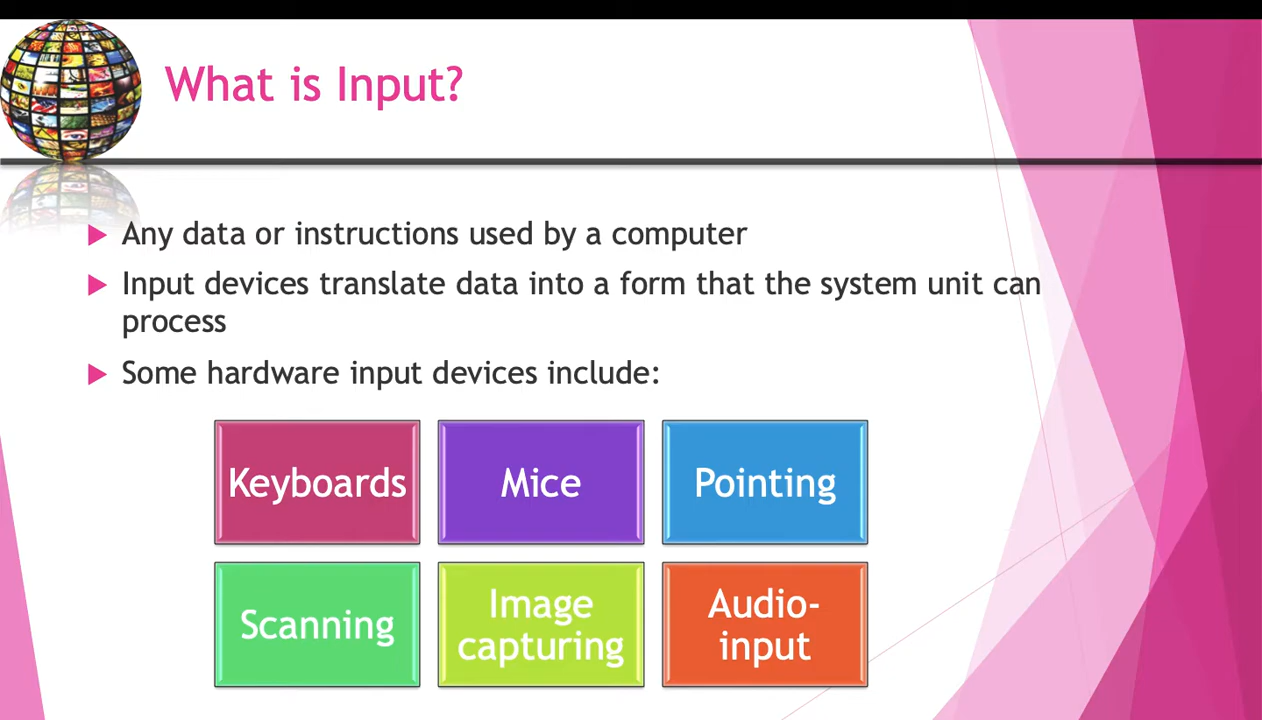 What is Input?
Any data or instructions used by a computer
Input devices translate data into a form that the system unit can
process
Some hardware input devices include:
Keyboards
Mice
Pointing
Scanning
Image
capturing
Audio-
input